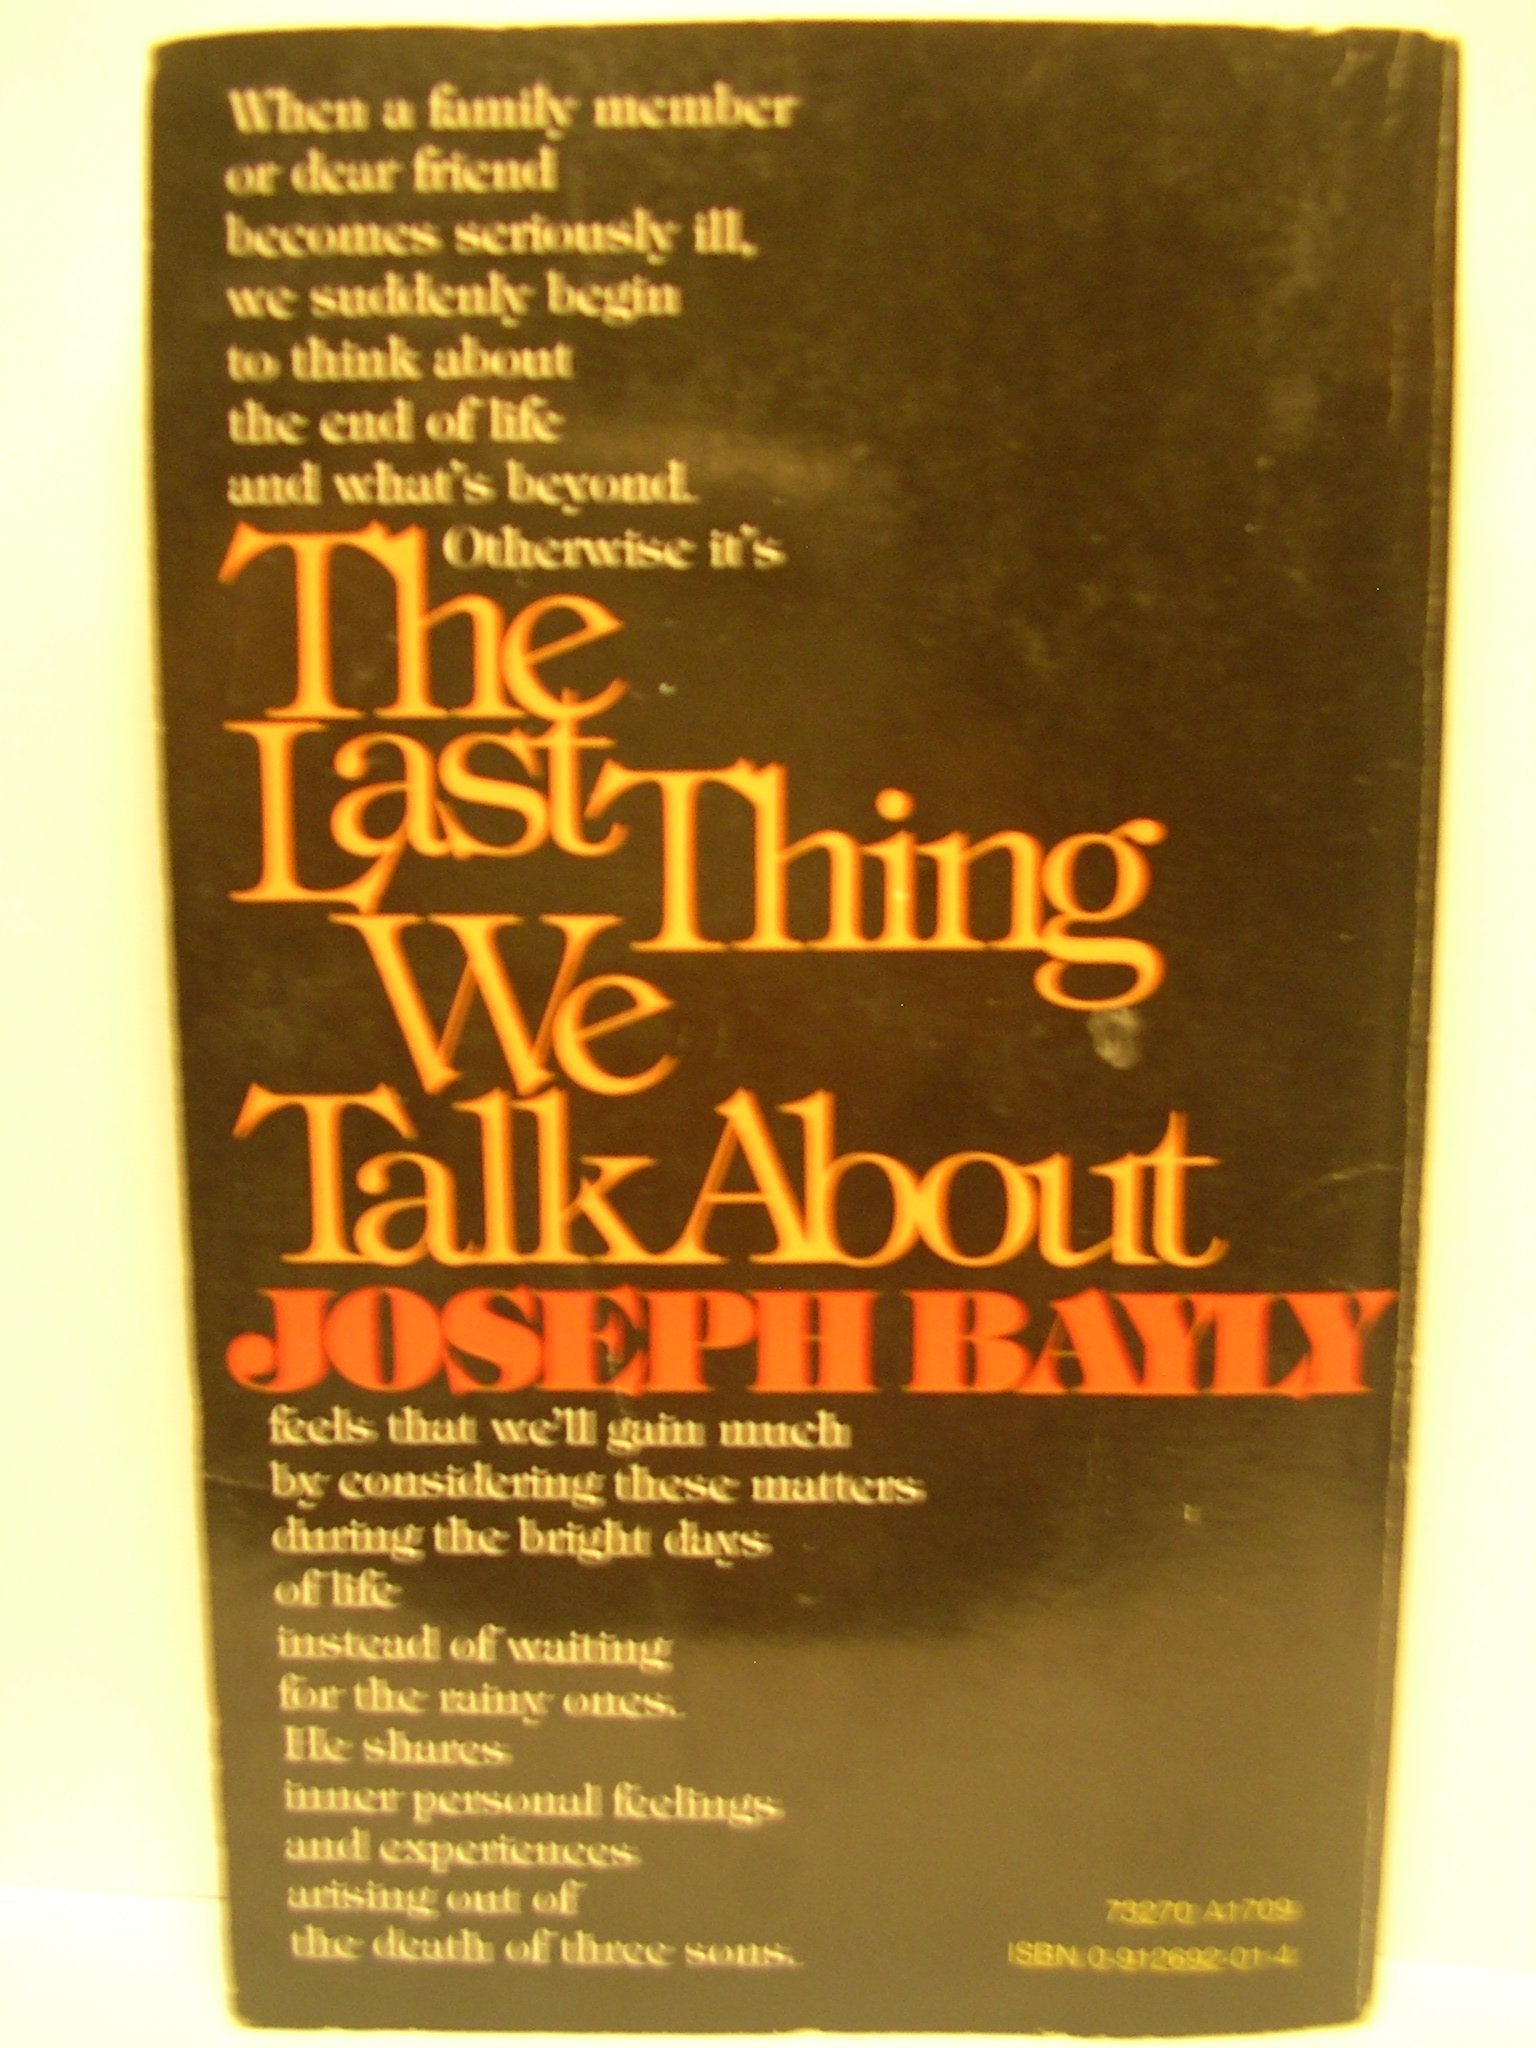 When a family member
or dear friend
becomes seriously ill,
we suddenly begin
to think about
the end of life
and what's beyond.
Otherwise it's
The
Last Thing
We
Talk About
JOSEPH BAYLY
feels that we'll gain much
by considering these matters
during the bright days
of life
instead of waiting
for the rainy ones.
He shares
inner personal feelings
and experiences
arising out of
the death of three sons.
73270 A1709
ISBN 0-912692-01-4